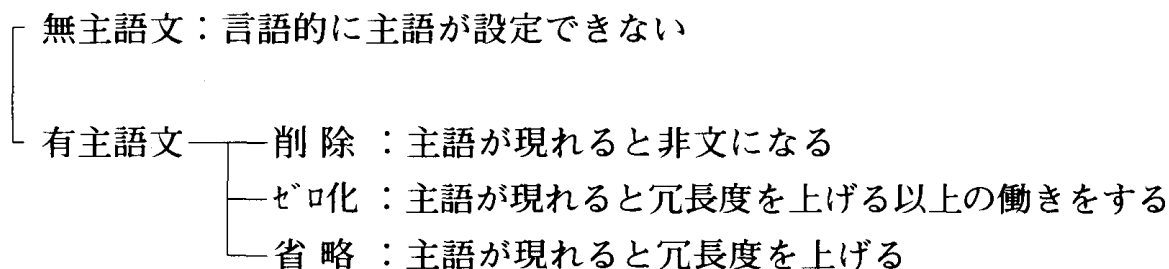 無主語文：言語的に主語が設定できない
有主語文 削 除 ：主語が現れると非文になる
ｾﾞﾛ化 ：主語が現れると冗長度を上げる以上の働きをする
省 略 ：主語が現れると冗長度を上げる